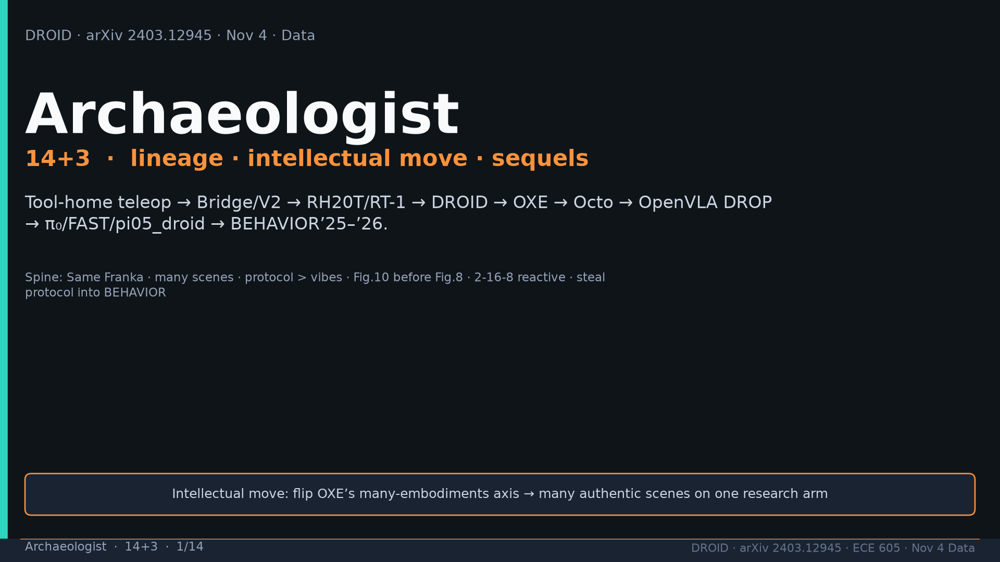 DROID · arXiv 2403.12945 · Nov 4 · Data
Archaeologist
14+3 · lineage · intellectual move · sequels
Tool-home teleop → Bridge/V2 → RH20T/RT-1 → DROID → OXE → Octo → OpenVLA DROP
→ π₀/FAST/pi05_droid → BEHAVIOR’25–’26.
Spine: Same Franka · many scenes · protocol > vibes · Fig.10 before Fig.8 · 2-16-8 reactive · steal
protocol into BEHAVIOR
Intellectual move: flip OXE’s many-embodiments axis → many authentic scenes on one research arm
Archaeologist · 14+3 · 1/14
DROID · arXiv 2403.12945 · ECE 605 · Nov 4 Data